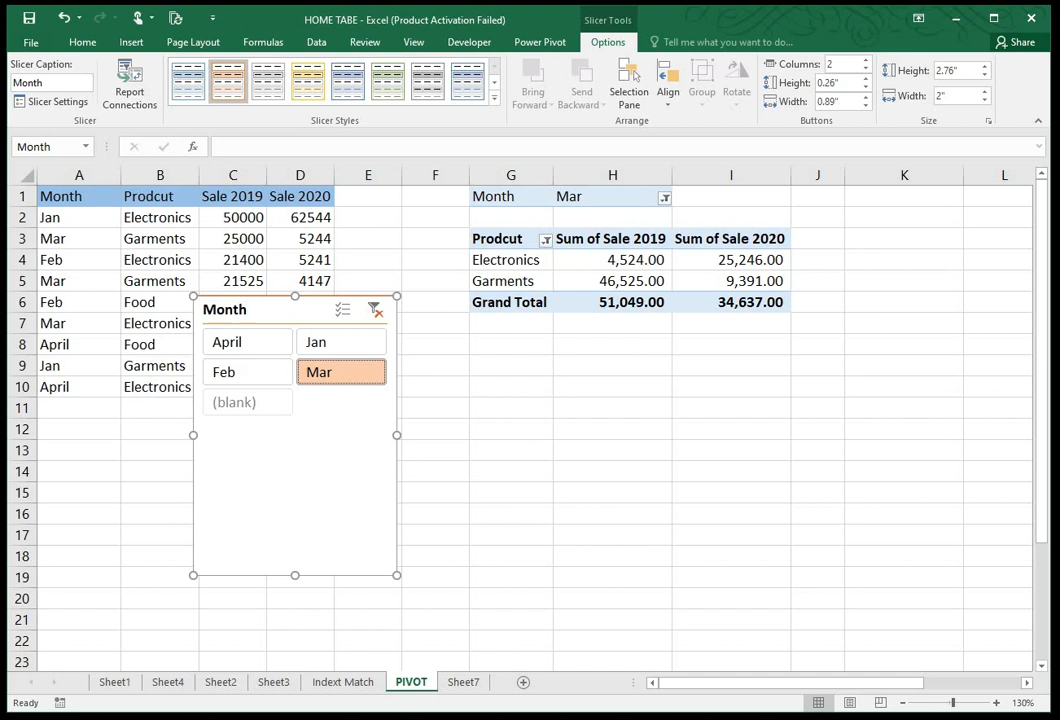 HOME TABE - Excel (Product Activation Failed) Slicer Tools
File Home Insert Page Layout Formulas Data Review View Developer Power Pivot Options Tell me what you want to do... Share
Slicer Caption:
Month
Slicer Settings
Report
Connections
Slicer
Slicer Styles
Bring
Forward
Send
Backward
Selection
Pane
Align
Group
Rotate
Arrange
Columns: 2
Height: 0.26"
Width: 0.89"
Buttons
Height: 2.76"
Width: 2"
Size
Month fx
A B C D E F G H I J K L
1 Month Prodcut Sale 2019 Sale 2020 Month Mar
2 Jan Electronics 50000 62544
3 Mar Garments 25000 5244 Prodcut Sum of Sale 2019 Sum of Sale 2020
4 Feb Electronics 21400 5241 Electronics 4,524.00 25,246.00
5 Mar Garments 21525 4147 Garments 46,525.00 9,391.00
6 Feb Food Grand Total 51,049.00 34,637.00
7 Mar Electronics
8 April Food
9 Jan Garments
10 April Electronics
11
12
13
14
15
16
17
18
19
20
21
22
23
Month
April Jan
Feb Mar
(blank)
Sheet1 Sheet4 Sheet2 Sheet3 Indext Match PIVOT Sheet7
Ready 130%